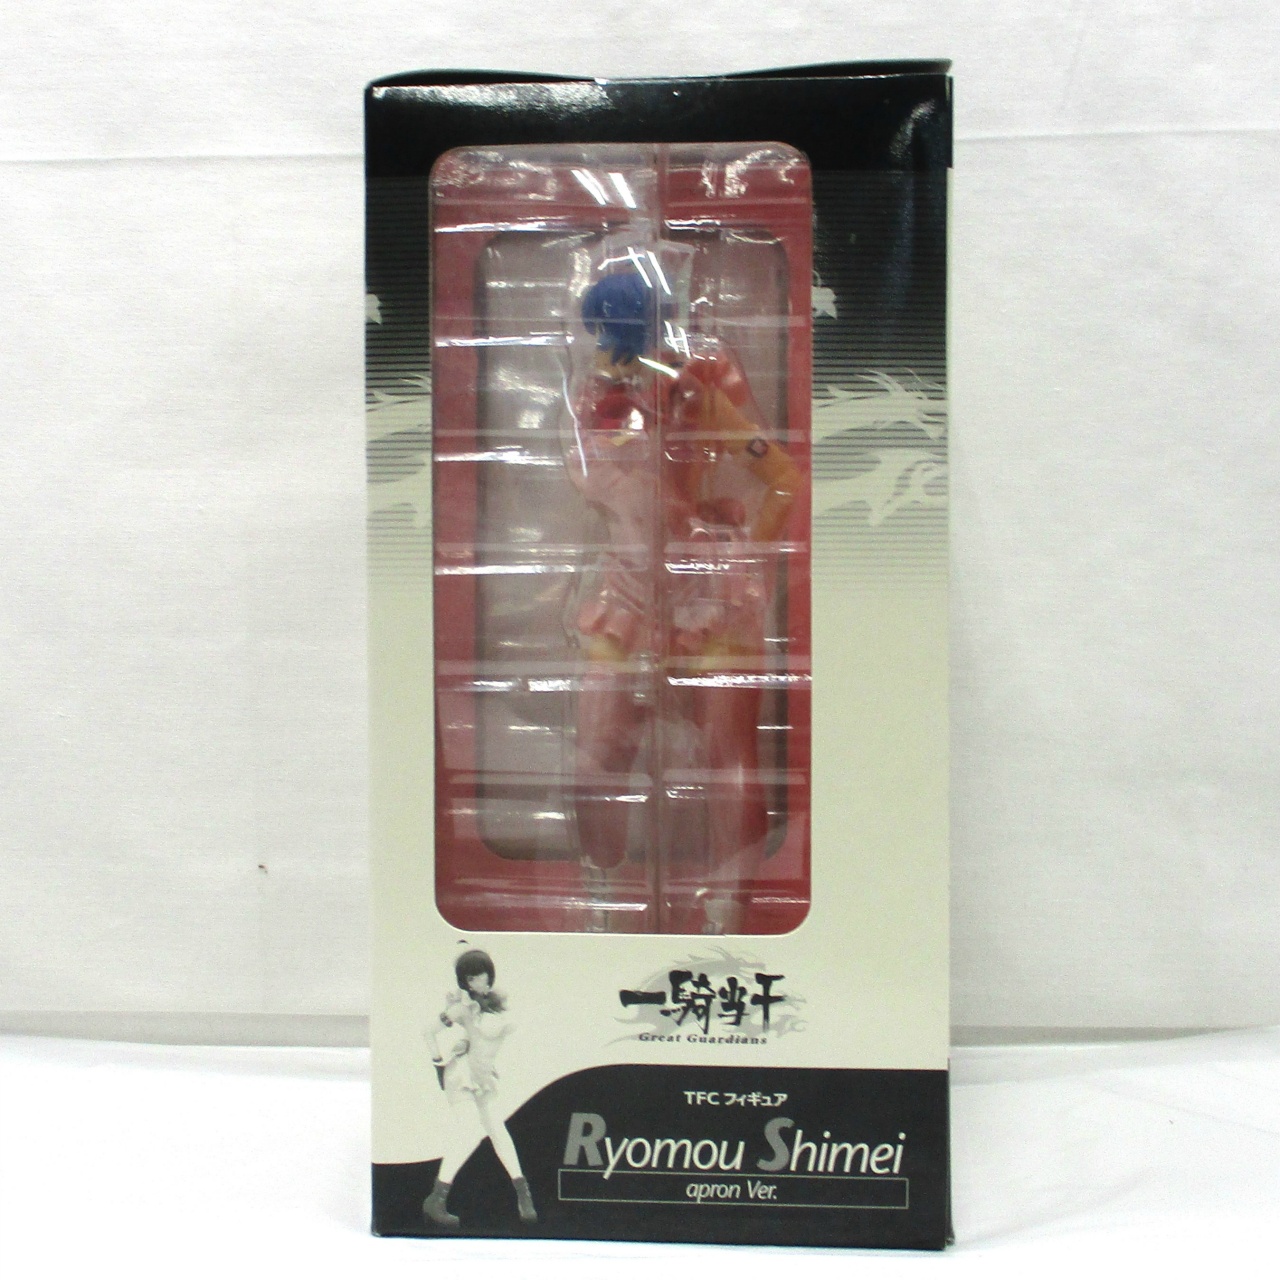 一騎当千
Great Guardians
TFC フィギュア
Ryomou Shimei
apron Ver.